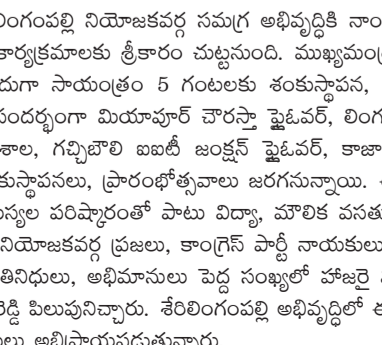 లింగంపల్లి నియోజకవర్గ సమగ్ర అభివృద్ధికి నాం
కార్యక్రమాలకు శ్రీకారం చుట్టనుంది. ముఖ్యమం
దుగా సాయంత్రం 5 గంటలకు శంకుస్థాపన,
సందర్భంగా మియాపూర్ చౌరస్తా ఫ్లైఓవర్, లింగ
శాల, గచ్చిబౌలి ఐఐటీ జంక్షన్ ఫ్లైఓవర్, కాజా
కుస్థాపనలు, ప్రారంభోత్సవాలు జరగనున్నాయి.
స్యల పరిష్కారంతో పాటు విద్యా, మౌలిక వసతు
నియోజకవర్గ ప్రజలు, కాంగ్రెస్ పార్టీ నాయకులు
తినిధులు, అభిమానులు పెద్ద సంఖ్యలో హాజరై
రెడ్డి పిలుపునిచ్చారు. శేరిలింగంపల్లి అభివృద్ధిలో ఈ
లు అభిప్రాయపడుతున్నారు